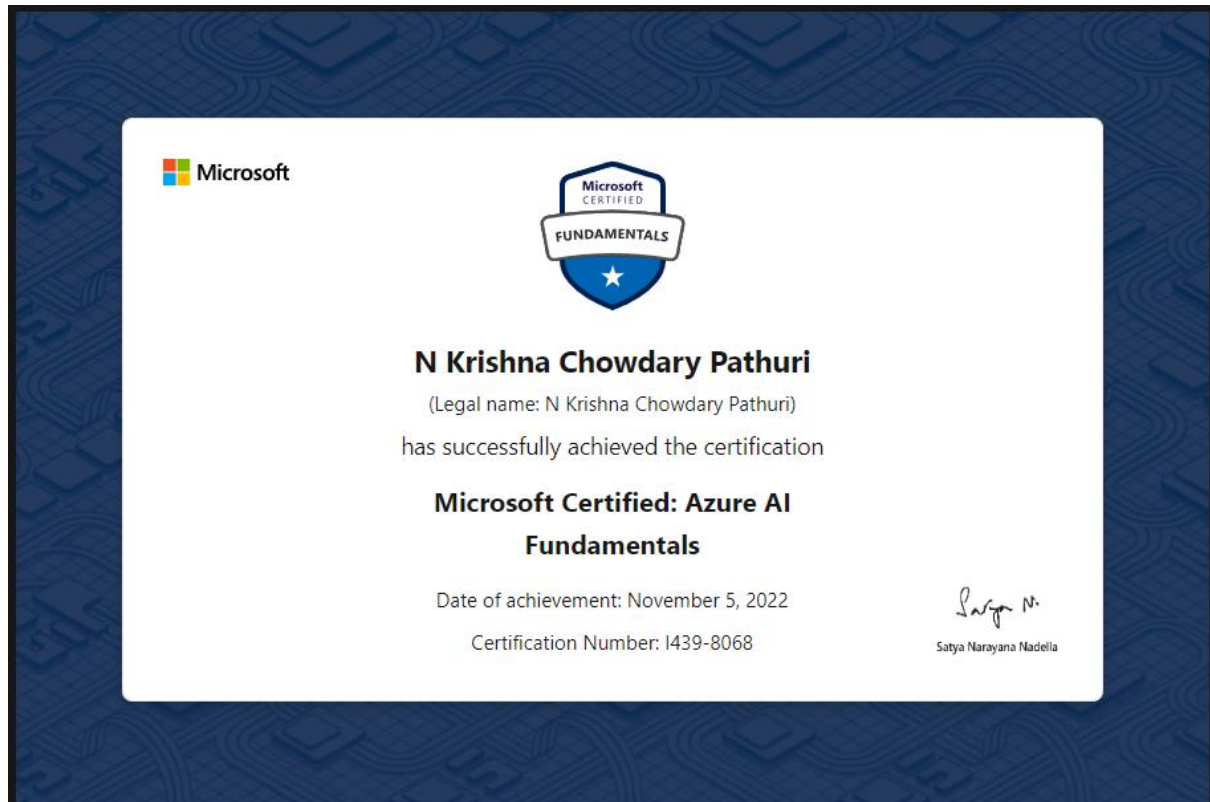 Microsoft
Microsoft
CERTIFIED
FUNDAMENTALS
N Krishna Chowdary Pathuri
(Legal name: N Krishna Chowdary Pathuri)
has successfully achieved the certification
Microsoft Certified: Azure AI
Fundamentals
Date of achievement: November 5, 2022
Certification Number: I439-8068
Satya N.
Satya Narayana Nadella